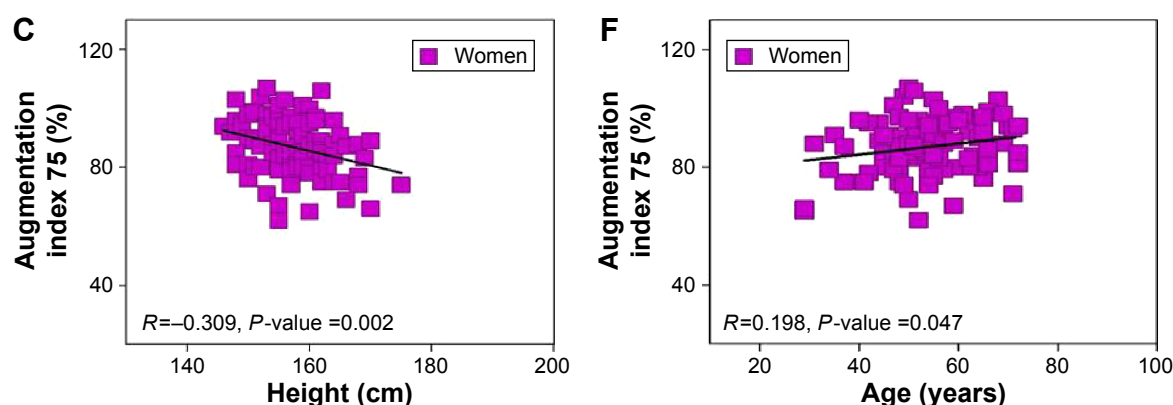 C
Augmentation
index 75 (%)
120
80
40
Women
R=–0.309, P-value =0.002
140
160
180
200
Height (cm)
F
Augmentation
index 75 (%)
120
80
40
Women
R=0.198, P-value =0.047
20
40
60
80
100
Age (years)